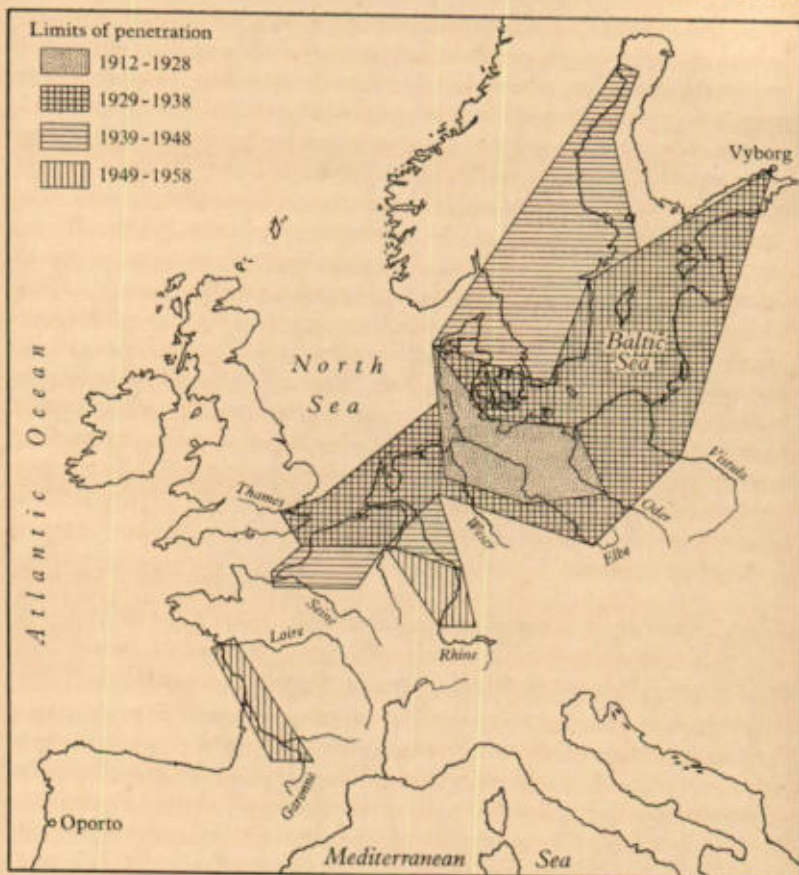 Limits of penetration
1912-1928
1929-1938
1939-1948
1949-1958
Vyborg
Baltic
Sea
North
Sea
Atlantic Ocean
Thames
Vistula
Oder
Weser
Elbe
Seine
Loire
Rhine
Garonne
Oporto
Mediterranean Sea